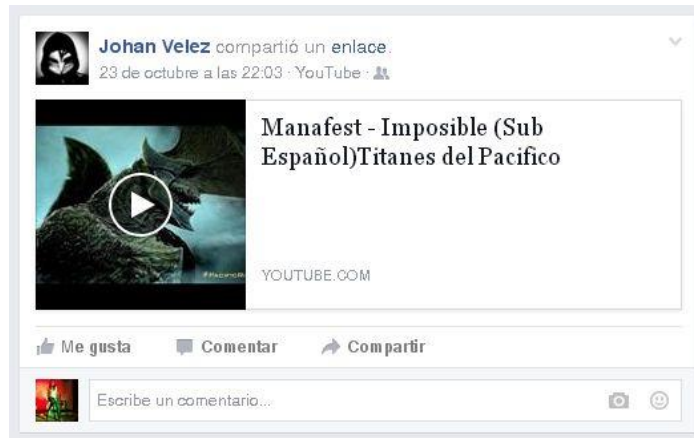 Johan Velez compartió un enlace.
23 de octubre a las 22:03 · YouTube ·
Manafest - Imposible (Sub
Español)Titanes del Pacifico
YOUTUBE.COM
Me gusta Comentar Compartir
Escribe un comentario...